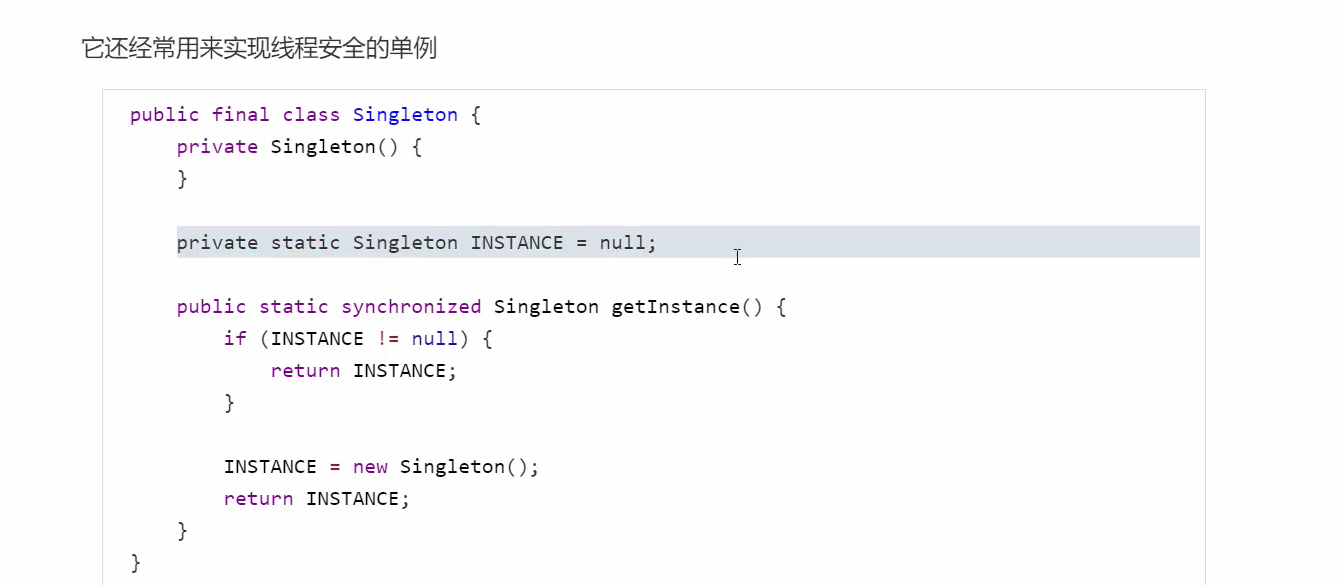 它还经常用来实现线程安全的单例
public final class Singleton {
    private Singleton() {
    }
    private static Singleton INSTANCE = null;
    public static synchronized Singleton getInstance() {
        if (INSTANCE != null) {
            return INSTANCE;
        }
        INSTANCE = new Singleton();
        return INSTANCE;
    }
}